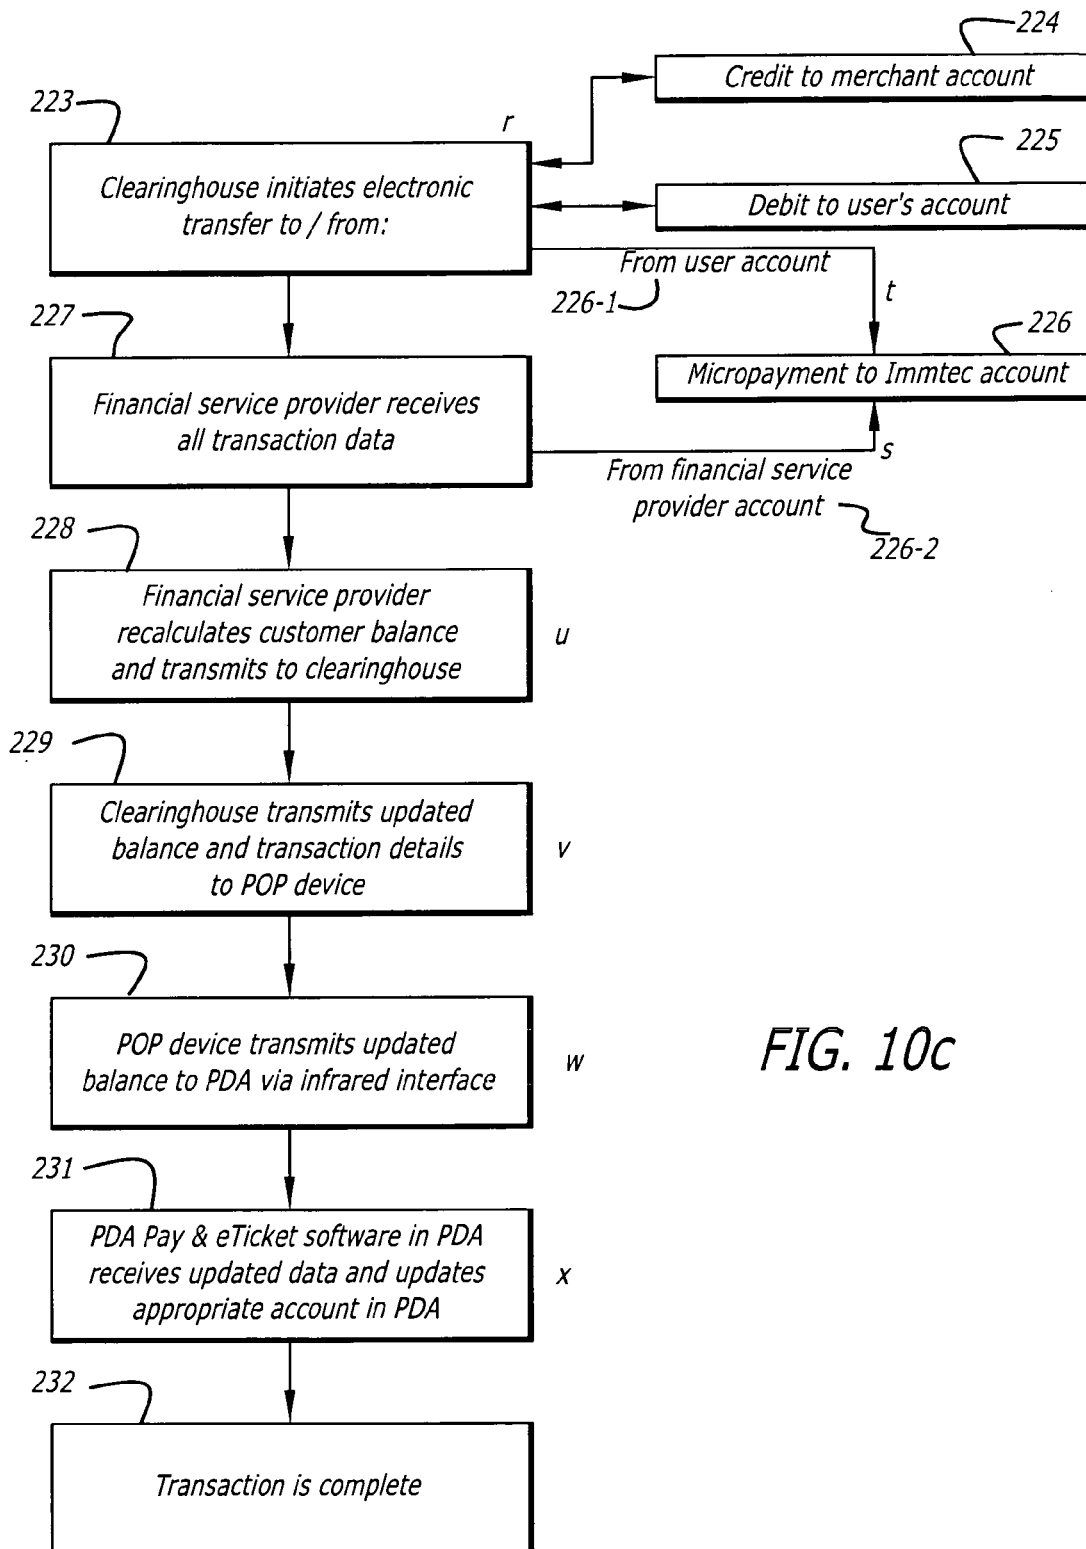 224
Credit to merchant account
223
r
225
Clearinghouse initiates electronic
transfer to / from:
Debit to user's account
From user account
226-1
t
227
226
Micropayment to Immtec account
Financial service provider receives
all transaction data
s
From financial service
provider account
226-2
228
Financial service provider
recalculates customer balance
and transmits to clearinghouse
u
229
Clearinghouse transmits updated
balance and transaction details
to POP device
v
230
POP device transmits updated
balance to PDA via infrared interface
w
FIG. 10c
231
PDA Pay & eTicket software in PDA
receives updated data and updates
appropriate account in PDA
x
232
Transaction is complete